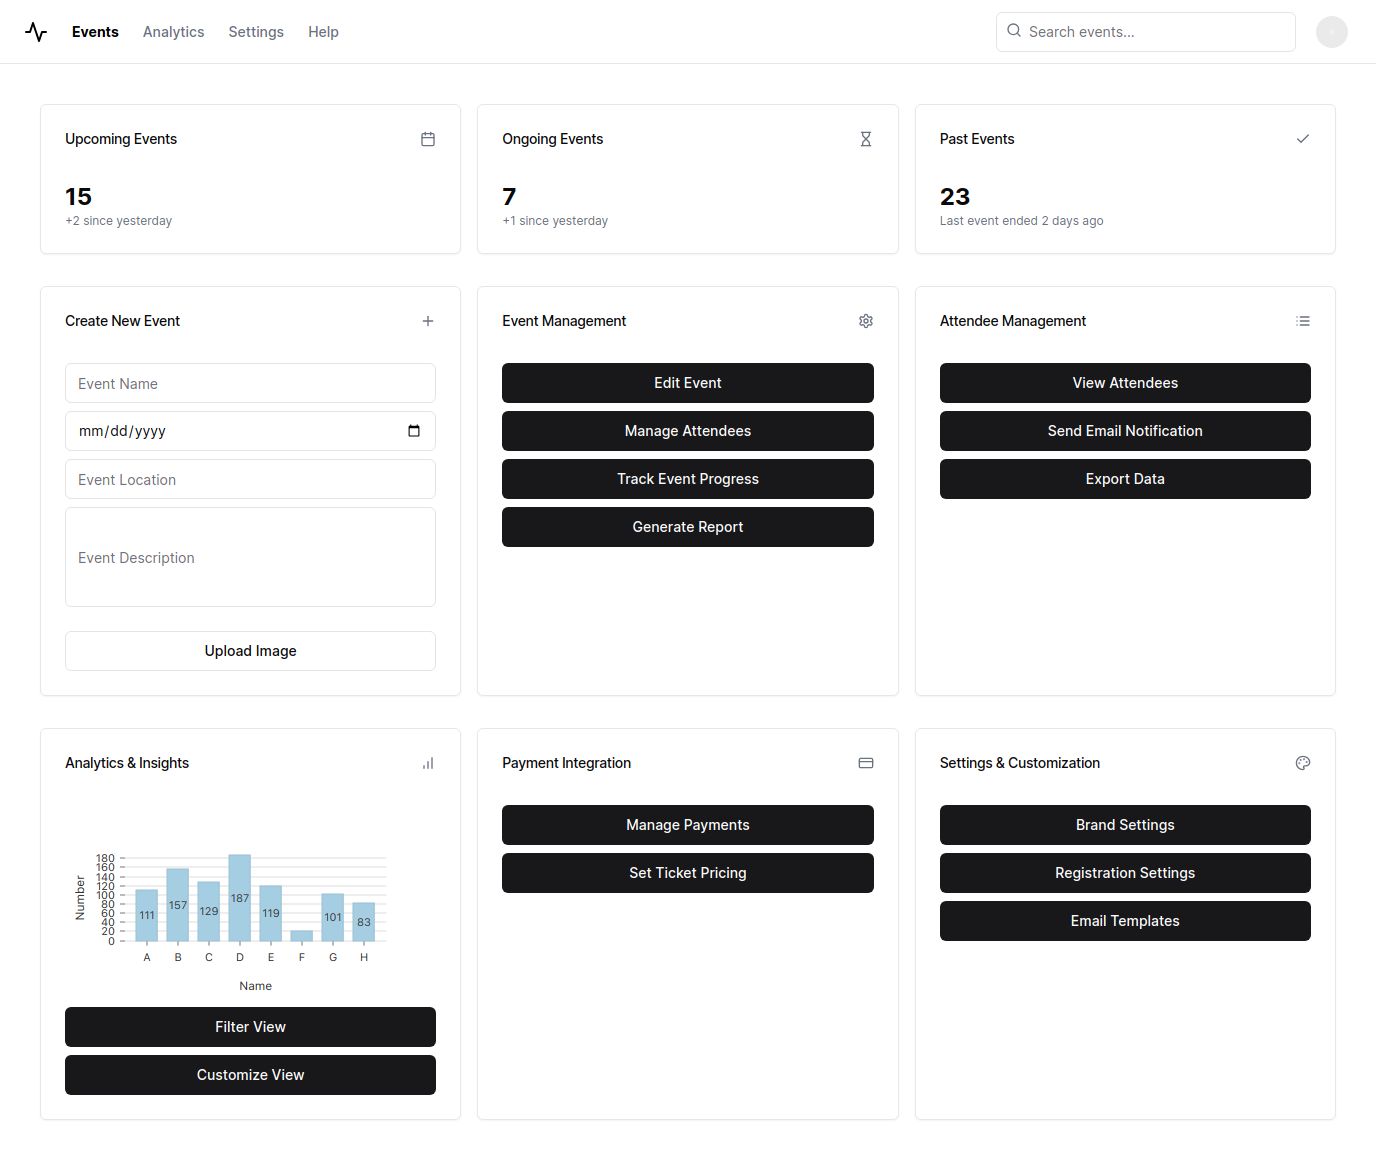 Events
Analytics
Settings
Help
Search events...
Upcoming Events
15
+2 since yesterday
Ongoing Events
7
+1 since yesterday
Past Events
23
Last event ended 2 days ago
Create New Event
Event Name
mm/dd/yyyy
Event Location
Event Description
Upload Image
Event Management
Edit Event
Manage Attendees
Track Event Progress
Generate Report
Attendee Management
View Attendees
Send Email Notification
Export Data
Analytics & Insights
Number
180
160
140
120
100
80
60
40
20
0
111
157
129
187
119
101
83
A
B
C
D
E
F
G
H
Name
Filter View
Customize View
Payment Integration
Manage Payments
Set Ticket Pricing
Settings & Customization
Brand Settings
Registration Settings
Email Templates